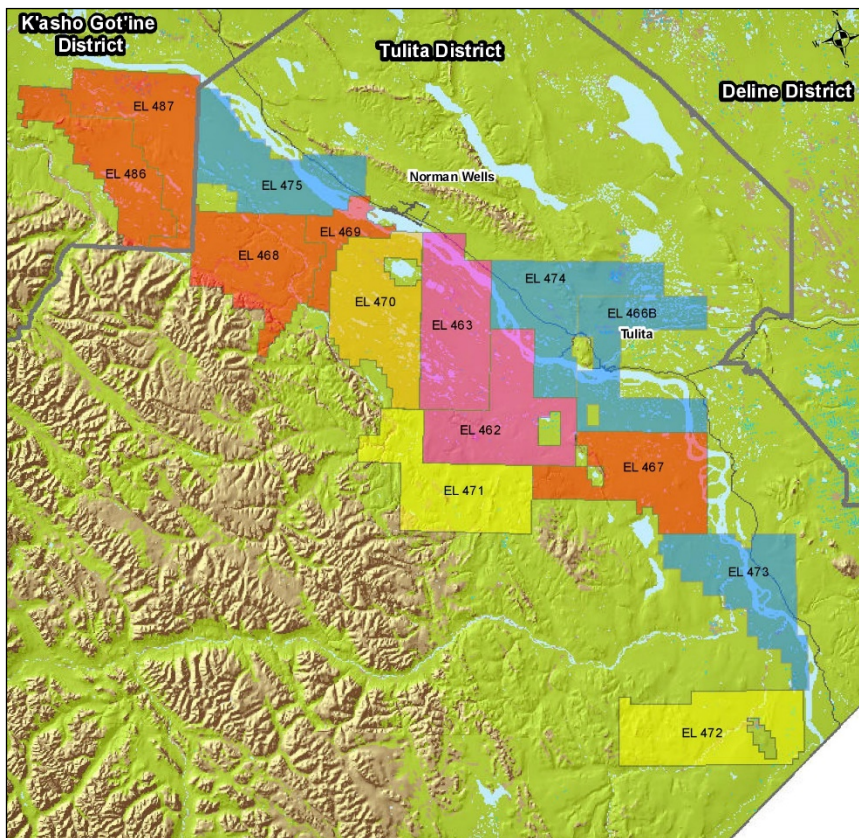 K'asho Got'ine
District
Tulita District
Deline District
N
W
E
S
EL 487
EL 486
EL 475
Norman Wells
EL 469
EL 468
EL 474
EL 470
EL 466B
EL 463
Tulita
EL 462
EL 467
EL 471
EL 473
EL 472